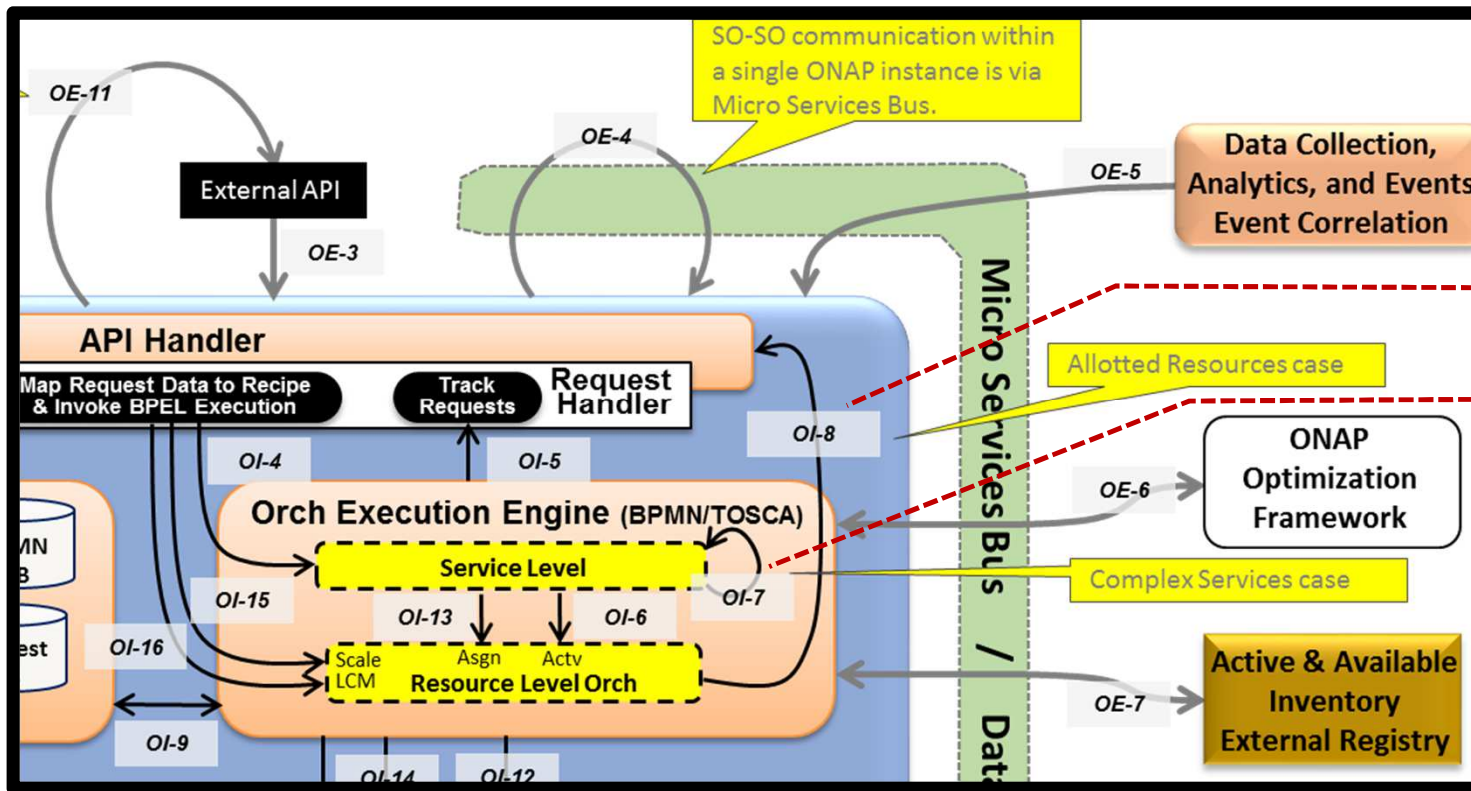 SO-SO communication within
a single ONAP instance is via
Micro Services Bus.
OE-11
OE-4
External API
OE-3
OE-5
Data Collection,
Analytics, and Events
Event Correlation
Micro Services Bus / Data
API Handler
Map Request Data to Recipe
& Invoke BPEL Execution
Track
Requests
Request
Handler
Allotted Resources case
OI-8
OI-4
OI-5
ONAP
Optimization
Framework
OE-6
Orch Execution Engine (BPMN/TOSCA)
Service Level
Complex Services case
OI-7
OI-15
OI-13
OI-6
OI-16
Scale
LCM
Asgn
Actv
Resource Level Orch
Active & Available
Inventory
External Registry
OE-7
OI-9
OI-14
OI-12